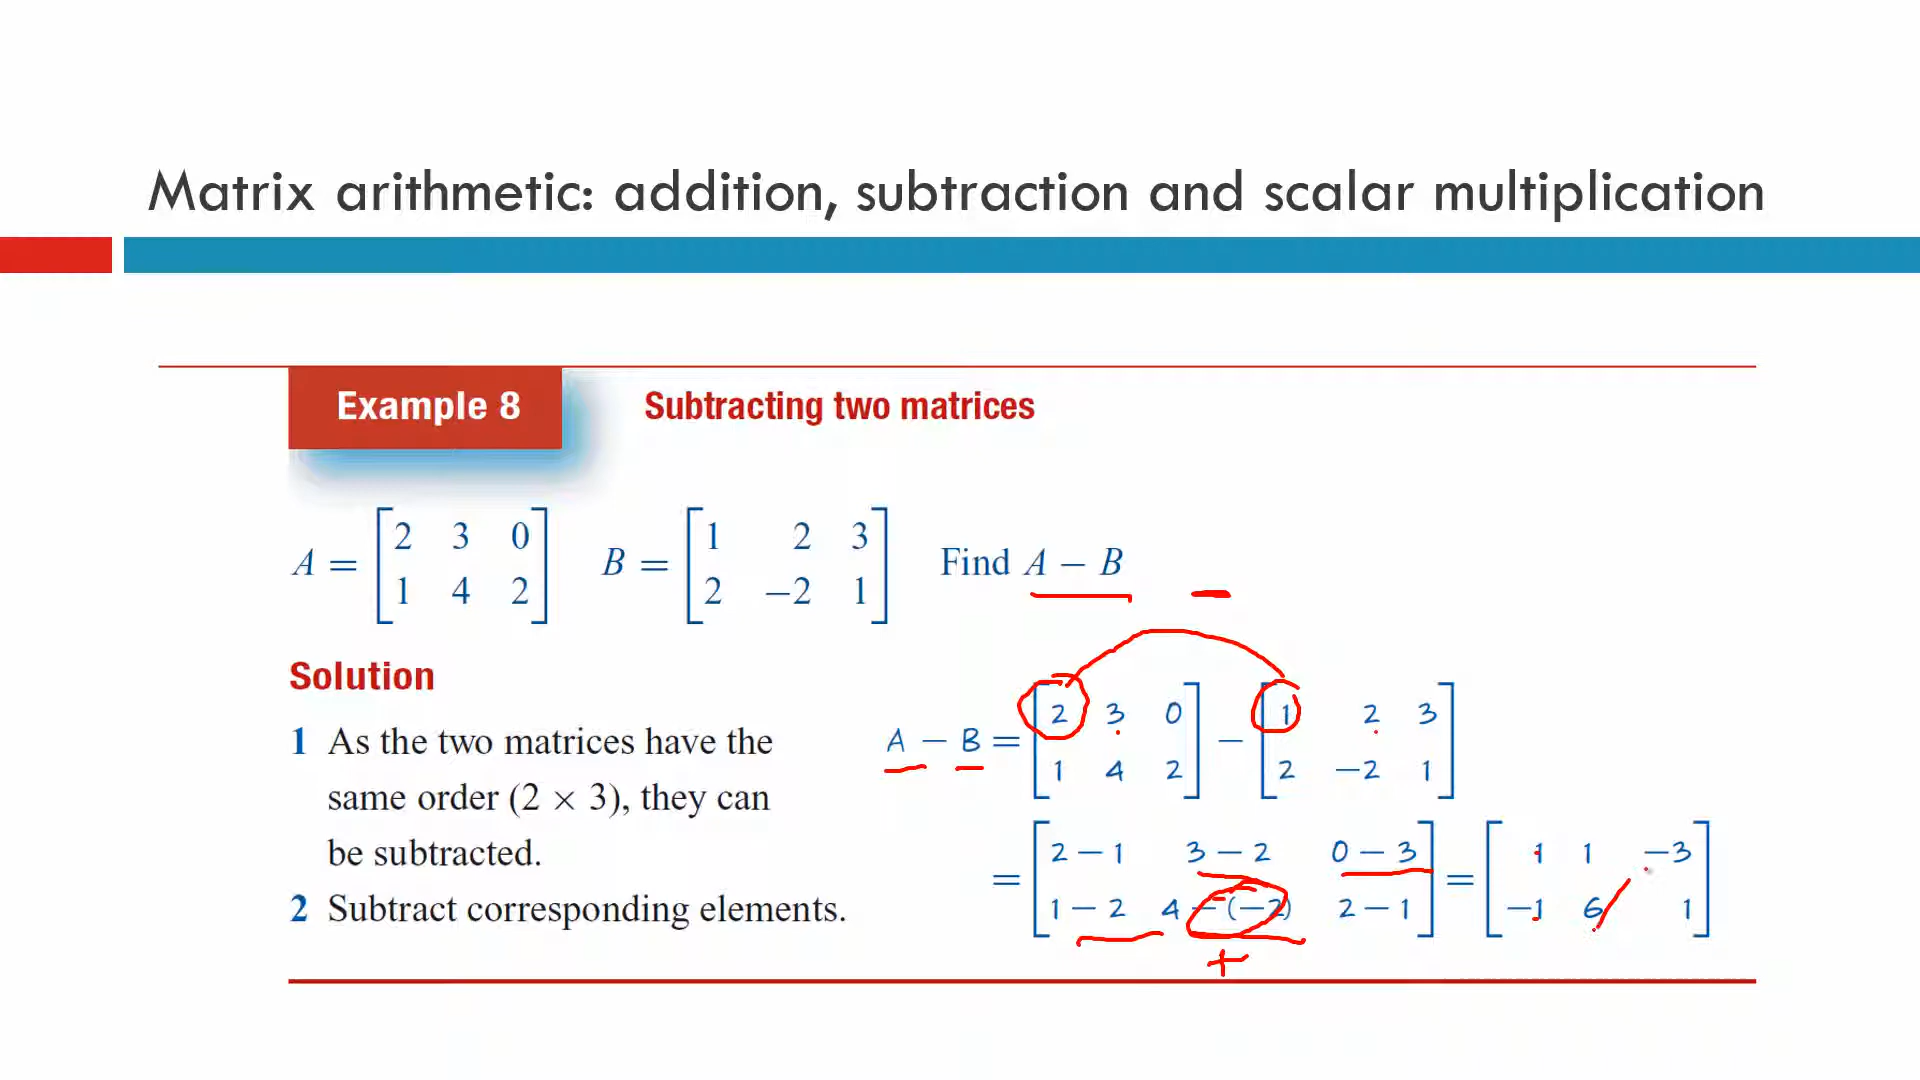 Matrix arithmetic: addition, subtraction and scalar multiplication
Example 8 Subtracting two matrices
A = [2 3 0 B = [1 2 3 Find A − B
1 4 2] 2 −2 1]
Solution
1 As the two matrices have the
same order (2 × 3), they can
be subtracted.
2 Subtract corresponding elements.
A − B = [2 3 0 − [1 2 3
1 4 2] 2 −2 1]
= [2 − 1 3 − 2 0 − 3 = [1 1 −3
1 − 2 4 − (−2) 2 − 1] −1 6 1]
+